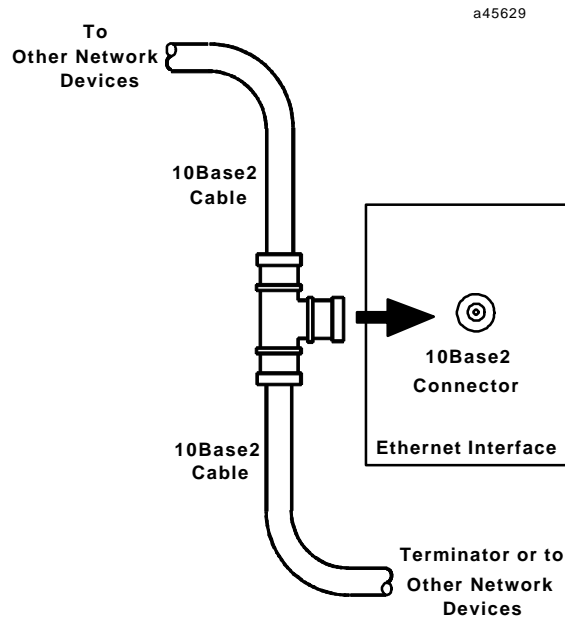 a45629
To
Other Network
Devices
10Base2
Cable
10Base2
Connector
Ethernet Interface
10Base2
Cable
Terminator or to
Other Network
Devices